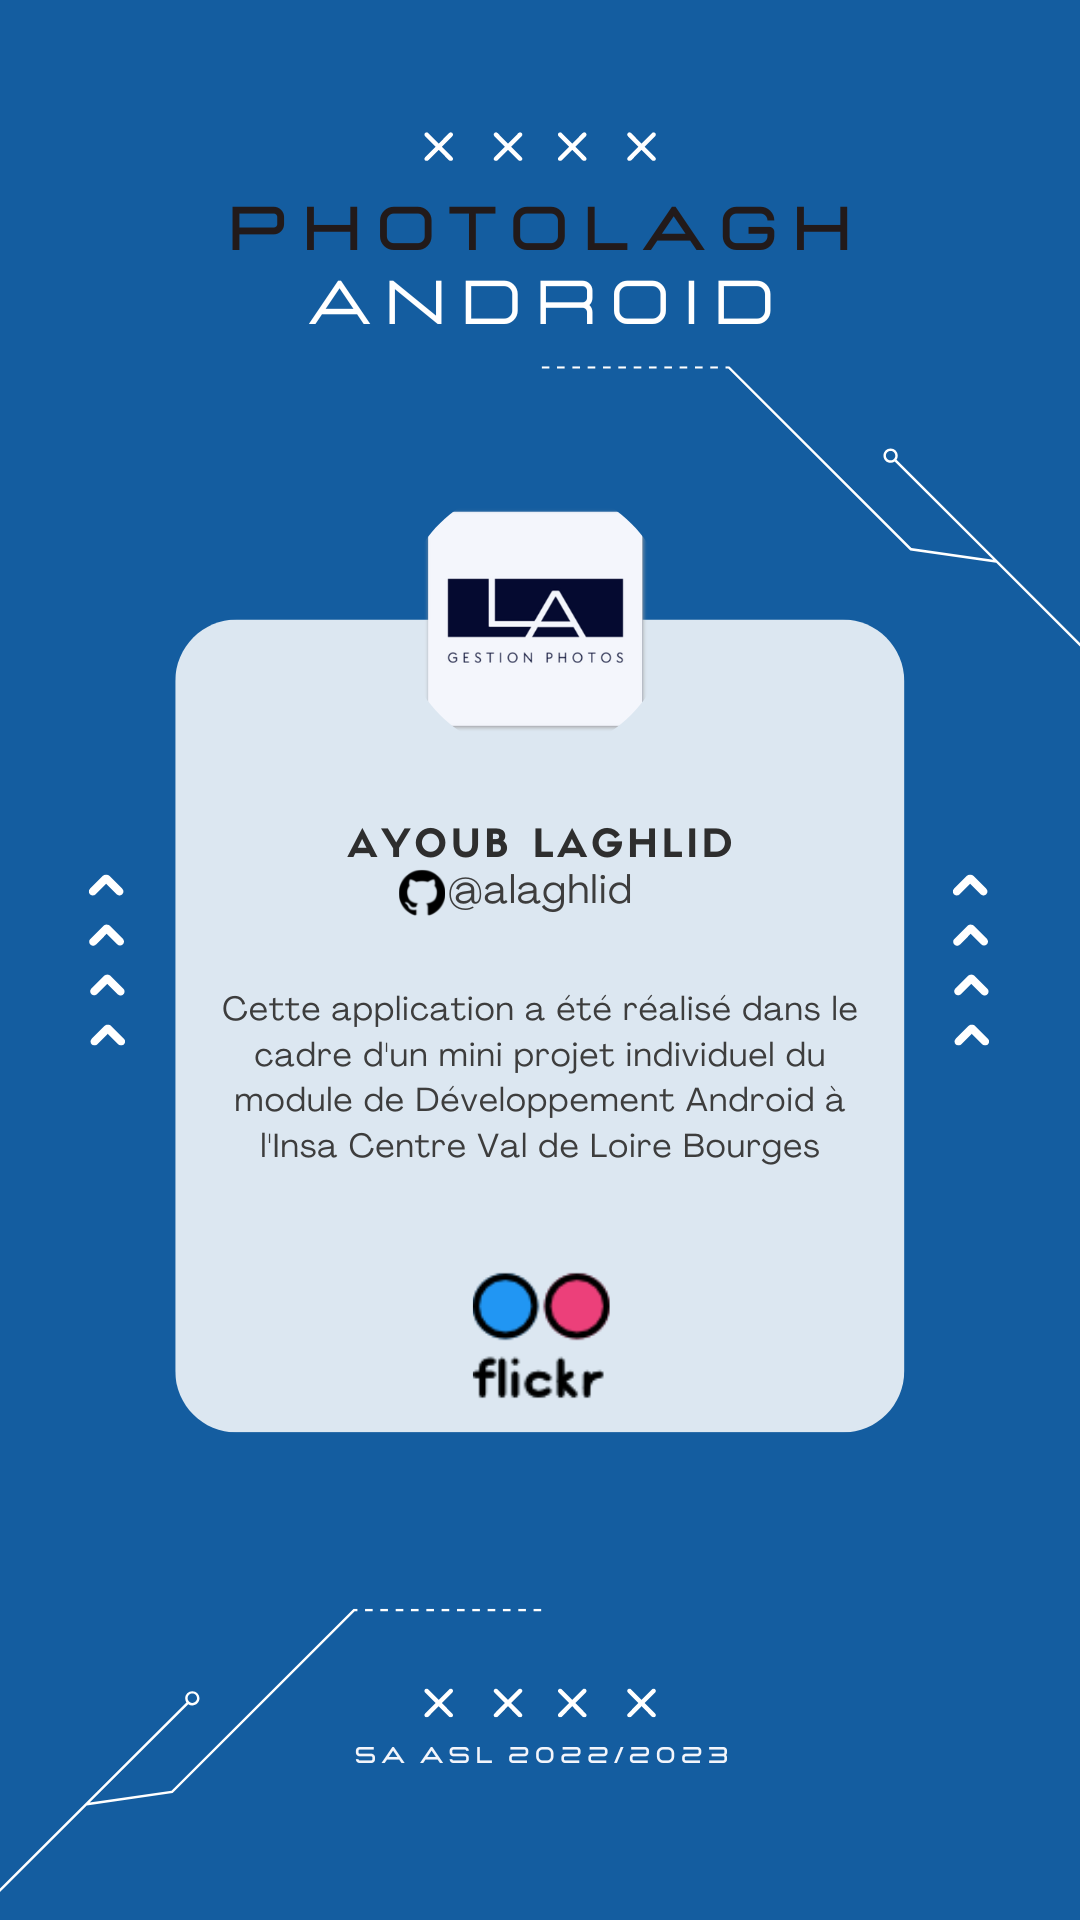 PHOTOLAGH
ANDROID
LA
GESTION PHOTOS
AYOUB LAGHLID
@alaghlid
Cette application a été réalisé dans le
cadre d'un mini projet individuel du
module de Développement Android à
l'Insa Centre Val de Loire Bourges
flickr
5A ASL 2022/2023